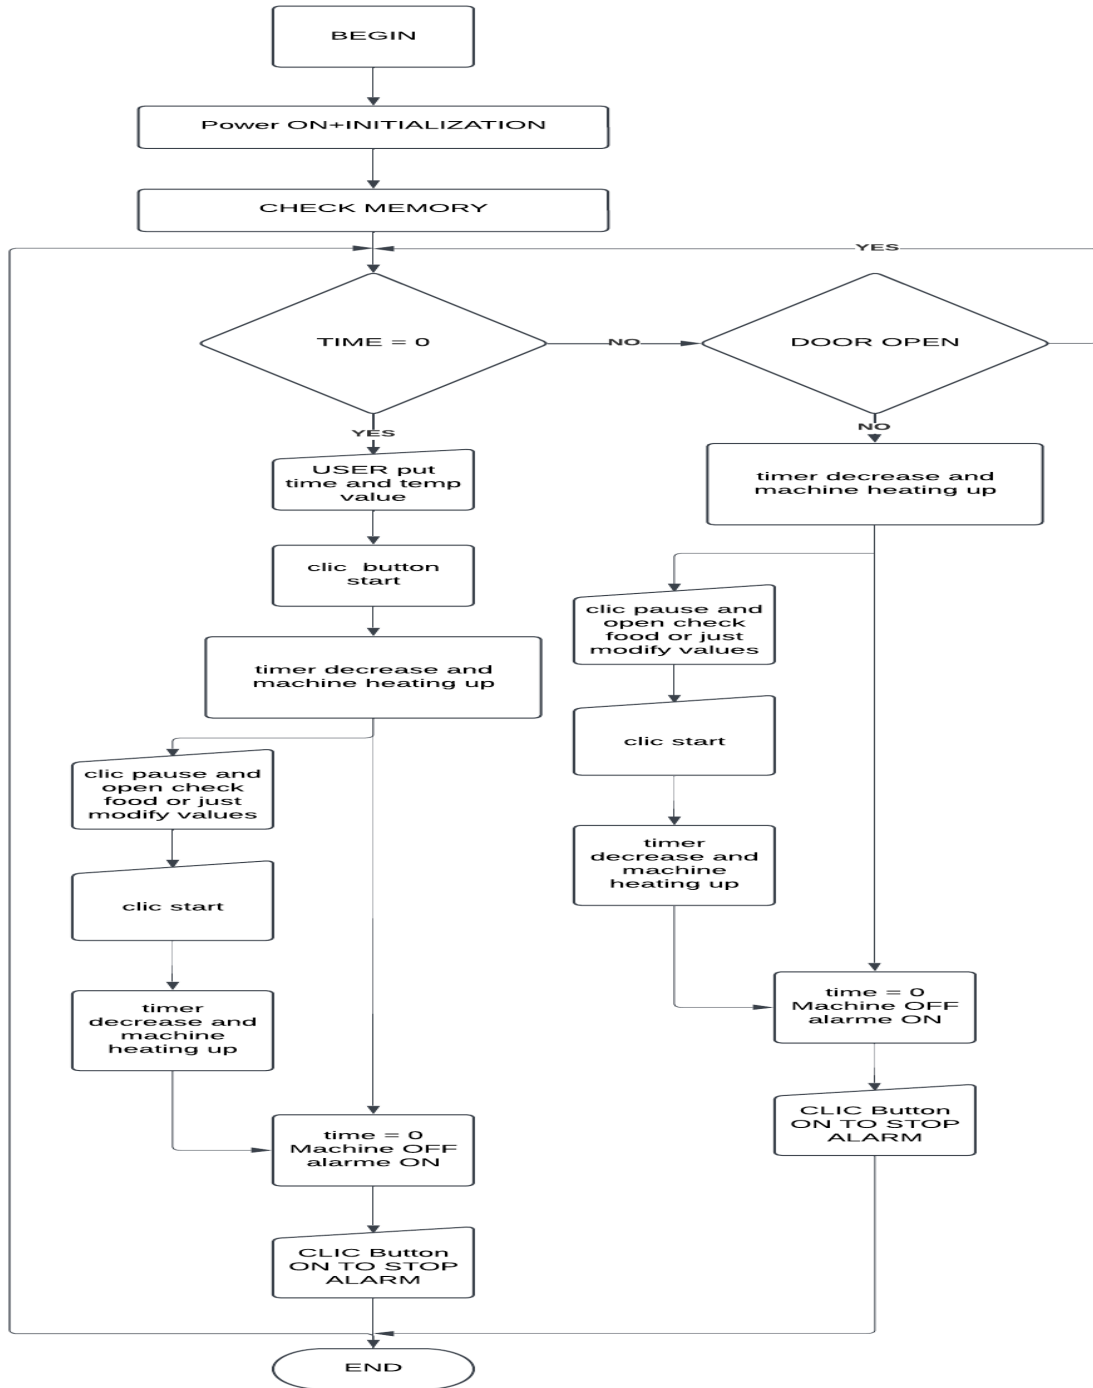 BEGIN
Power ON+INITIALIZATION
CHECK MEMORY
YES
TIME = 0
NO
DOOR OPEN
YES
NO
USER put
time and temp
value
timer decrease and
machine heating up
clic button
start
clic pause and
open check
food or just
modify values
timer decrease and
machine heating up
clic start
clic pause and
open check
food or just
modify values
timer
decrease and
machine
heating up
clic start
time = 0
Machine OFF
alarme ON
timer
decrease and
machine
heating up
CLIC Button
ON TO STOP
ALARM
time = 0
Machine OFF
alarme ON
CLIC Button
ON TO STOP
ALARM
END